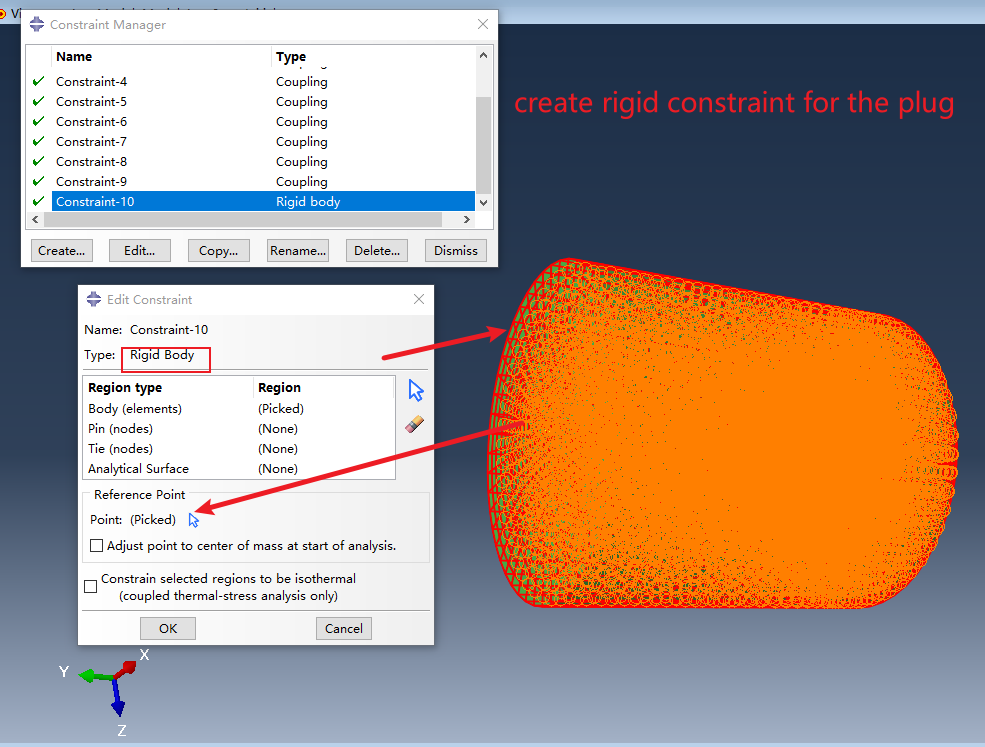 Constraint Manager
Name Type
Constraint-4 Coupling
Constraint-5 Coupling
Constraint-6 Coupling
Constraint-7 Coupling
Constraint-8 Coupling
Constraint-9 Coupling
Constraint-10 Rigid body
Create... Edit... Copy... Rename... Delete... Dismiss
create rigid constraint for the plug
Edit Constraint
Name: Constraint-10
Type: Rigid Body
Region type Region
Body (elements) (Picked)
Pin (nodes) (None)
Tie (nodes) (None)
Analytical Surface (None)
Reference Point
Point: (Picked)
Adjust point to center of mass at start of analysis.
Constrain selected regions to be isothermal
(coupled thermal-stress analysis only)
OK Cancel
X
Y
Z